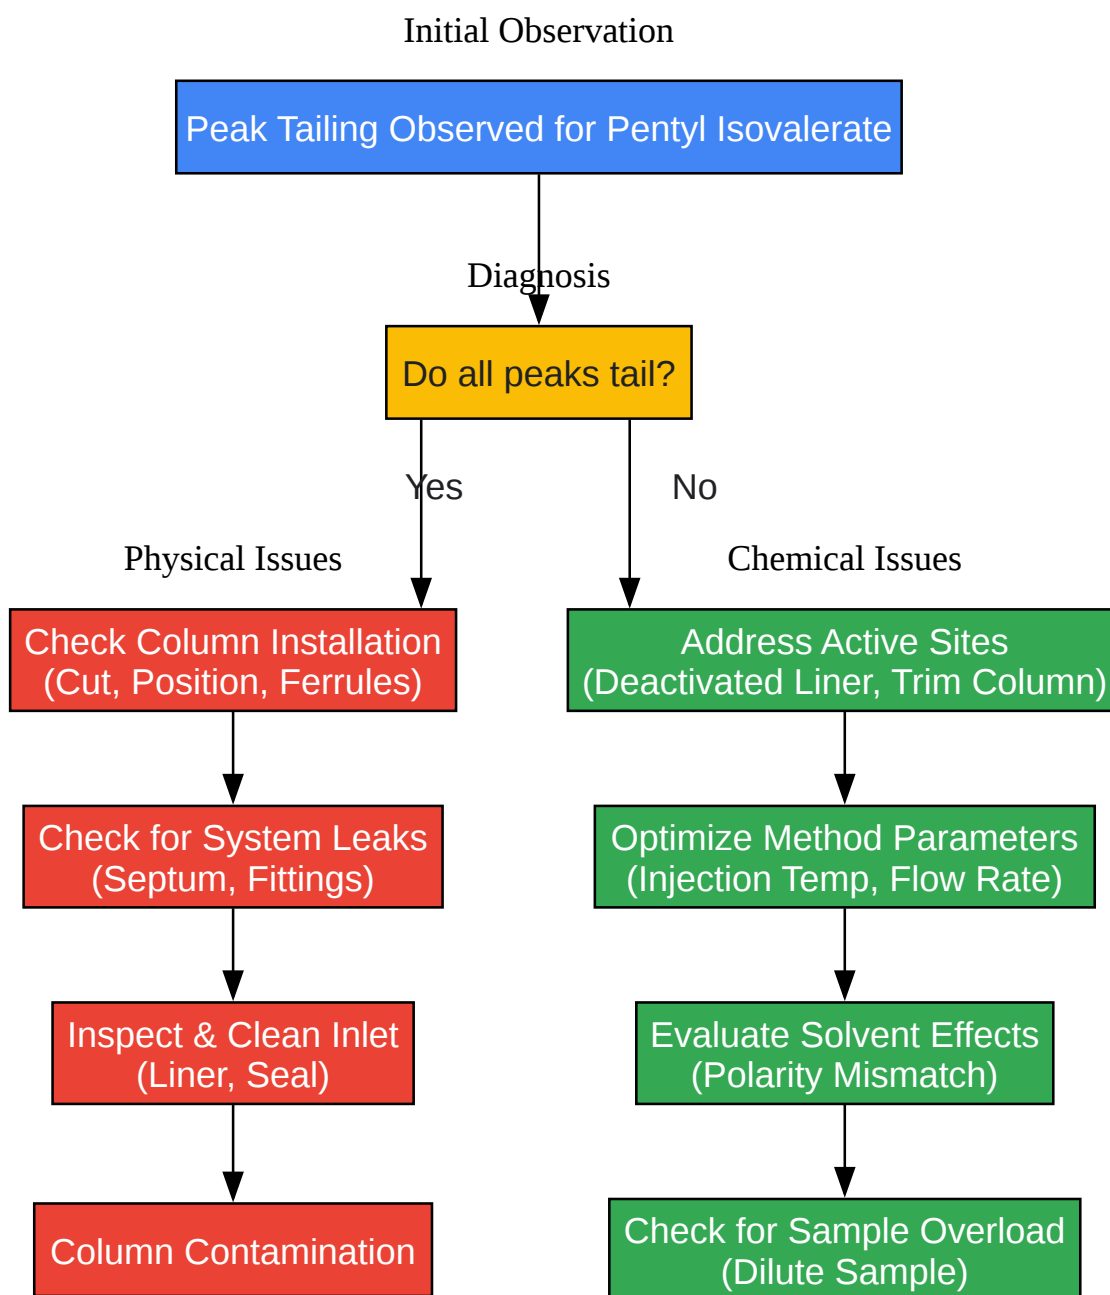 Initial Observation
Peak Tailing Observed for Pentyl Isovalerate
Diagnosis
Do all peaks tail?
Yes
No
Physical Issues
Chemical Issues
Check Column Installation
(Cut, Position, Ferrules)
Address Active Sites
(Deactivated Liner, Trim Column)
Check for System Leaks
(Septum, Fittings)
Optimize Method Parameters
(Injection Temp, Flow Rate)
Inspect & Clean Inlet
(Liner, Seal)
Evaluate Solvent Effects
(Polarity Mismatch)
Column Contamination
Check for Sample Overload
(Dilute Sample)